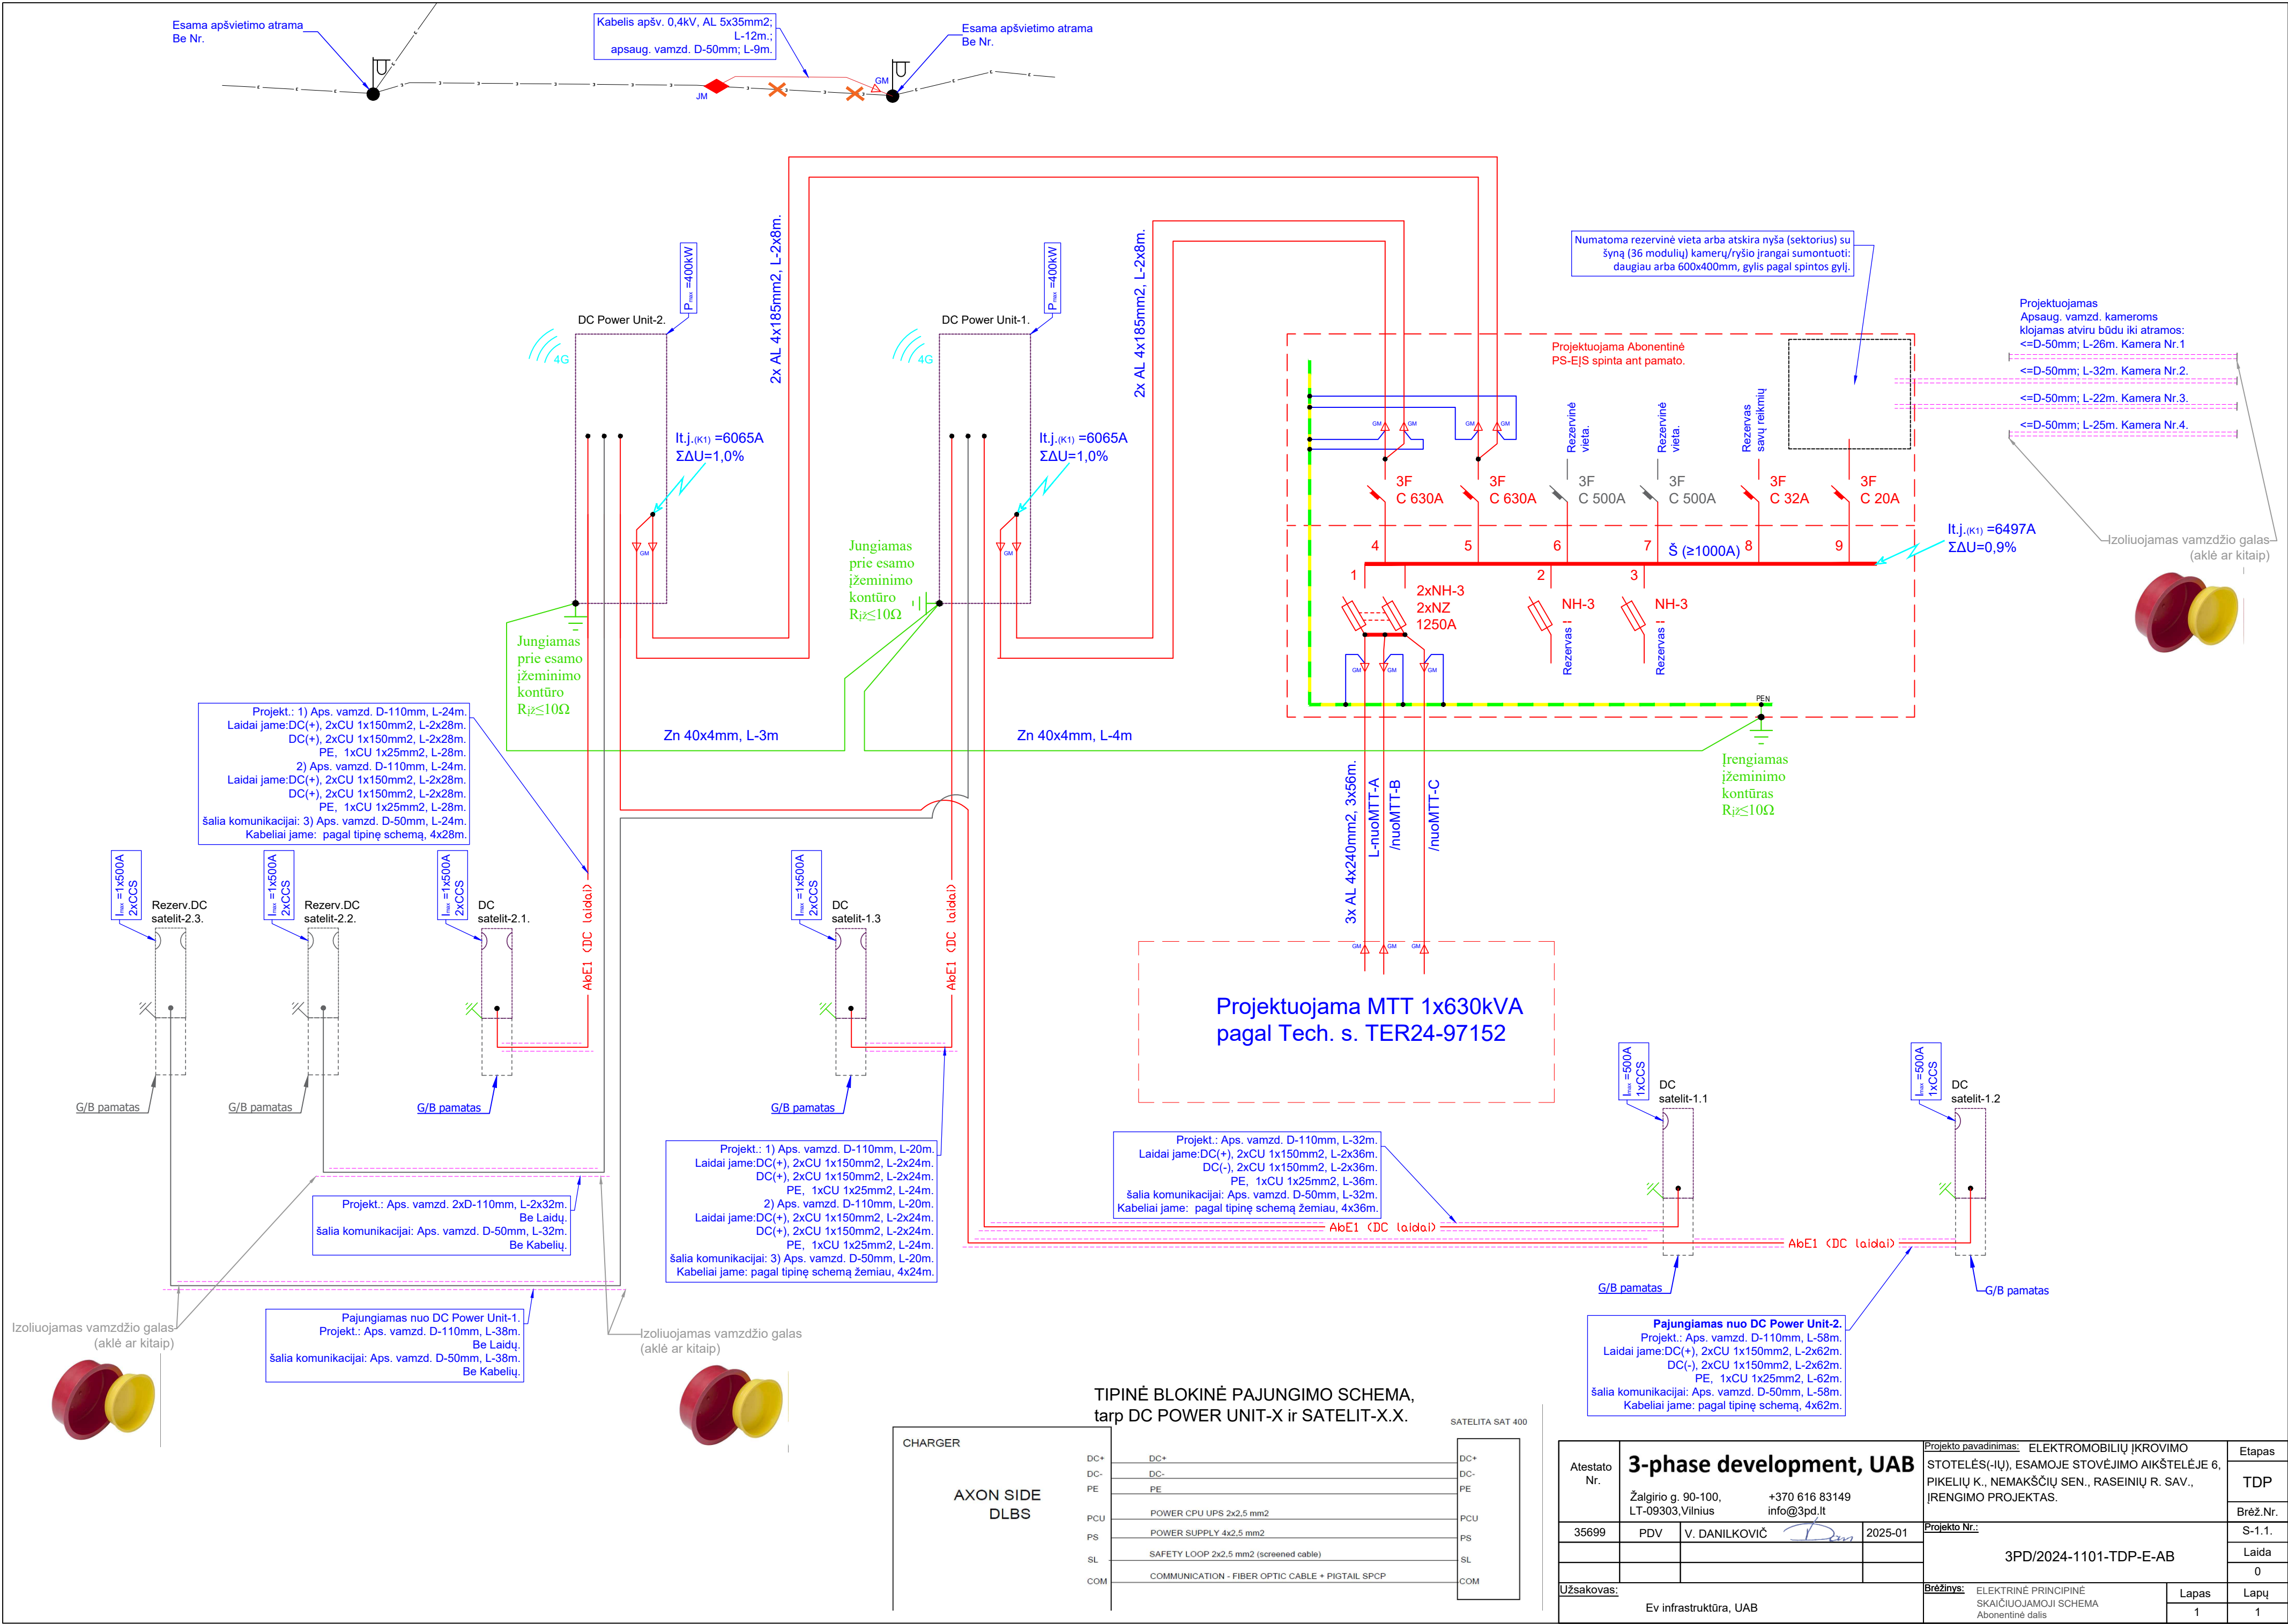 Esama apšvietimo atrama
Be Nr.
Kabelis apšv. 0,4kV, AL 5x35mm2;
L-12m.;
apsaug. vamzd. D-50mm; L-9m.
Esama apšvietimo atrama
Be Nr.
JM
GM
2x AL 4x185mm2, L-2x8m.
2x AL 4x185mm2, L-2x8m.
Pmax =400kW
Pmax =400kW
DC Power Unit-2.
DC Power Unit-1.
4G
4G
It.j.(K1) =6065A
ΣΔU=1,0%
It.j.(K1) =6065A
ΣΔU=1,0%
GM
GM
Numatoma rezervinė vieta arba atskira nyša (sektorius) su
šyną (36 modulių) kamerų/ryšio įrangai sumontuoti:
daugiau arba 600x400mm, gylis pagal spintos gylį.
Projektuojamas
Apsaug. vamzd. kameroms
klojamas atviru būdu iki atramos:
<=D-50mm; L-26m. Kamera Nr.1
<=D-50mm; L-32m. Kamera Nr.2.
<=D-50mm; L-22m. Kamera Nr.3.
<=D-50mm; L-25m. Kamera Nr.4.
Izoliuojamas vamzdžio galas
(aklė ar kitaip)
Projektuojama Abonentinė
PS-EĮS spinta ant pamato.
GM
GM
GM
GM
Rezervinė
vieta.
Rezervinė
vieta.
Rezervas
savų reikmių
3F
C 630A
3F
C 630A
3F
C 500A
3F
C 500A
3F
C 32A
3F
C 20A
4
5
6
7
Š (≥1000A)
8
9
It.j.(K1) =6497A
ΣΔU=0,9%
1
2
3
2xNH-3
2xNZ
1250A
NH-3
--
Rezervas
NH-3
--
Rezervas
GM
GM
GM
PEN
Jungiamas
prie esamo
įžeminimo
kontūro
Rįž≤10Ω
Jungiamas
prie esamo
įžeminimo
kontūro
Rįž≤10Ω
Zn 40x4mm, L-3m
Zn 40x4mm, L-4m
Įrengiamas
įžeminimo
kontūras
Rįž≤10Ω
3x AL 4x240mm2, 3x56m.
L-nuoMTT-A
/nuoMTT-B
/nuoMTT-C
GM
GM
GM
Projektuojama MTT 1x630kVA
pagal Tech. s. TER24-97152
Projekt.: 1) Aps. vamzd. D-110mm, L-24m.
Laidai jame:DC(+), 2xCU 1x150mm2, L-2x28m.
DC(+), 2xCU 1x150mm2, L-2x28m.
PE, 1xCU 1x25mm2, L-28m.
2) Aps. vamzd. D-110mm, L-24m.
Laidai jame:DC(+), 2xCU 1x150mm2, L-2x28m.
DC(+), 2xCU 1x150mm2, L-2x28m.
PE, 1xCU 1x25mm2, L-28m.
šalia komunikacijai: 3) Aps. vamzd. D-50mm, L-24m.
Kabeliai jame: pagal tipinę schemą, 4x28m.
Imax =1x500A
2xCCS
Rezerv.DC
satelit-2.3.
Imax =1x500A
2xCCS
Rezerv.DC
satelit-2.2.
Imax =1x500A
2xCCS
DC
satelit-2.1.
AbE1 (DC laidai)
Imax =1x500A
2xCCS
DC
satelit-1.3
AbE1 (DC laidai)
G/B pamatas
G/B pamatas
G/B pamatas
G/B pamatas
Imax =500A
1xCCS
DC
satelit-1.1
Imax =500A
1xCCS
DC
satelit-1.2
Projekt.: Aps. vamzd. 2xD-110mm, L-2x32m.
Be Laidų.
šalia komunikacijai: Aps. vamzd. D-50mm, L-32m.
Be Kabelių.
Projekt.: 1) Aps. vamzd. D-110mm, L-20m.
Laidai jame:DC(+), 2xCU 1x150mm2, L-2x24m.
DC(+), 2xCU 1x150mm2, L-2x24m.
PE, 1xCU 1x25mm2, L-24m.
2) Aps. vamzd. D-110mm, L-20m.
Laidai jame:DC(+), 2xCU 1x150mm2, L-2x24m.
DC(+), 2xCU 1x150mm2, L-2x24m.
PE, 1xCU 1x25mm2, L-24m.
šalia komunikacijai: 3) Aps. vamzd. D-50mm, L-20m.
Kabeliai jame: pagal tipinę schemą žemiau, 4x24m.
Projekt.: Aps. vamzd. D-110mm, L-32m.
Laidai jame:DC(+), 2xCU 1x150mm2, L-2x36m.
DC(-), 2xCU 1x150mm2, L-2x36m.
PE, 1xCU 1x25mm2, L-36m.
šalia komunikacijai: Aps. vamzd. D-50mm, L-32m.
Kabeliai jame: pagal tipinę schemą žemiau, 4x36m.
AbE1 (DC laidai)
AbE1 (DC laidai)
G/B pamatas
G/B pamatas
Izoliuojamas vamzdžio galas
(aklė ar kitaip)
Pajungiamas nuo DC Power Unit-1.
Projekt.: Aps. vamzd. D-110mm, L-38m.
Be Laidų.
šalia komunikacijai: Aps. vamzd. D-50mm, L-38m.
Be Kabelių.
Izoliuojamas vamzdžio galas
(aklė ar kitaip)
Pajungiamas nuo DC Power Unit-2.
Projekt.: Aps. vamzd. D-110mm, L-58m.
Laidai jame:DC(+), 2xCU 1x150mm2, L-2x62m.
DC(-), 2xCU 1x150mm2, L-2x62m.
PE, 1xCU 1x25mm2, L-62m.
šalia komunikacijai: Aps. vamzd. D-50mm, L-58m.
Kabeliai jame: pagal tipinę schemą, 4x62m.
TIPINĖ BLOKINĖ PAJUNGIMO SCHEMA,
tarp DC POWER UNIT-X ir SATELIT-X.X.
SATELITA SAT 400
CHARGER
AXON SIDE
DLBS
DC+ DC+ DC+
DC- DC- DC-
PE PE PE
PCU POWER CPU UPS 2x2,5 mm2 PCU
PS POWER SUPPLY 4x2,5 mm2 PS
SL SAFETY LOOP 2x2,5 mm2 (screened cable) SL
COM COMMUNICATION - FIBER OPTIC CABLE + PIGTAIL SPCP COM
Atestato
Nr.
3-phase development, UAB
Žalgirio g. 90-100, +370 616 83149
LT-09303,Vilnius info@3pd.lt
Projekto pavadinimas: ELEKTROMOBILIŲ ĮKROVIMO
STOTELĖS(-IŲ), ESAMOJE STOVĖJIMO AIKŠTELĖJE 6,
PIKELIŲ K., NEMAKŠČIŲ SEN., RASEINIŲ R. SAV.,
ĮRENGIMO PROJEKTAS.
Etapas
TDP
Brėž.Nr.
S-1.1.
Laida
0
35699 PDV V. DANILKOVIČ 2025-01
Projekto Nr.:
3PD/2024-1101-TDP-E-AB
Užsakovas:
Ev infrastruktūra, UAB
Brėžinys: ELEKTRINĖ PRINCIPINĖ
SKAIČIUOJAMOJI SCHEMA
Abonentinė dalis
Lapas
1
Lapų
1